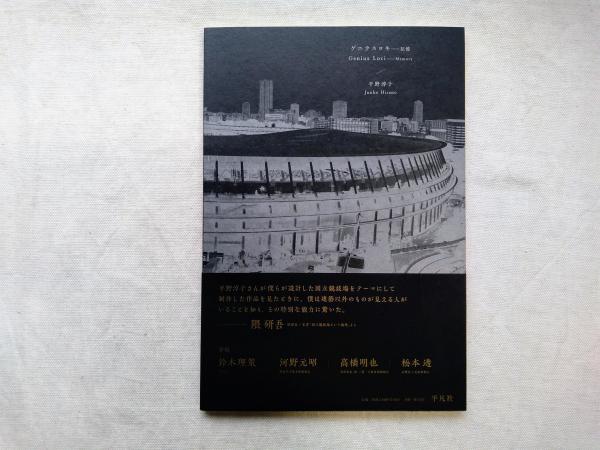 ゲニウスロキ——記憶
Genius Loci — Memory
平野淳子
Junko Hirano
平野淳子さんが僕らが設計した国立競技場をテーマにして
制作した作品を見たときに、僕は建築以外のものが見える人が
いることを知り、その特別な能力に驚いた。
隈 研吾
寄稿
鈴木理策
河野元昭
高橋明也
松本透
平凡社